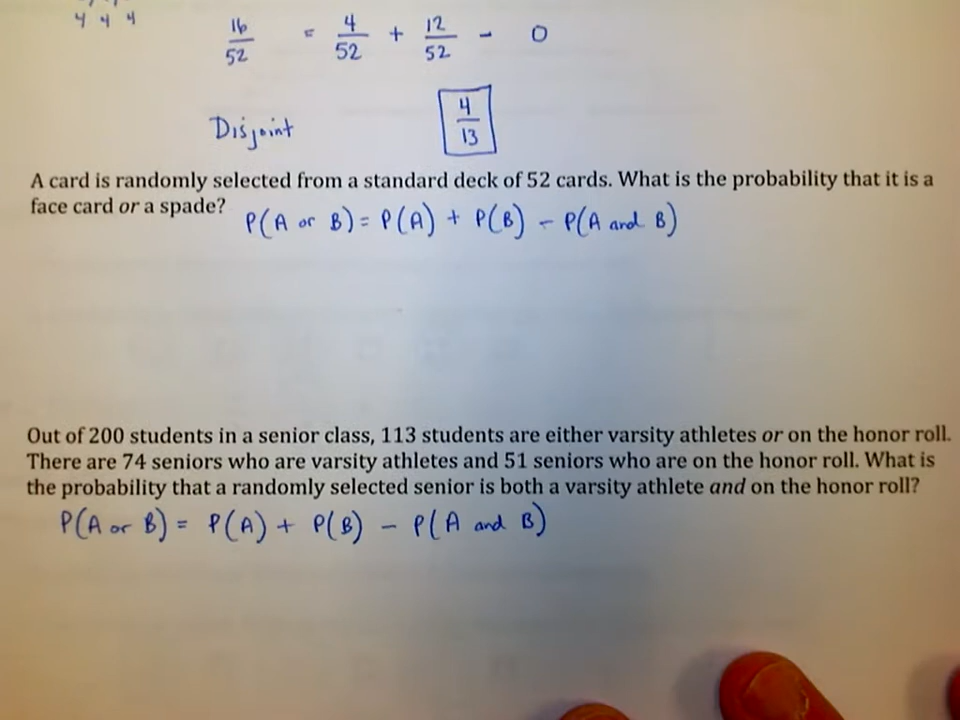 4 4 4
16/52 = 4/52 + 12/52 - 0
Disjoint 4/13
A card is randomly selected from a standard deck of 52 cards. What is the probability that it is a
face card or a spade?
P(A or B) = P(A) + P(B) - P(A and B)
Out of 200 students in a senior class, 113 students are either varsity athletes or on the honor roll.
There are 74 seniors who are varsity athletes and 51 seniors who are on the honor roll. What is
the probability that a randomly selected senior is both a varsity athlete and on the honor roll?
P(A or B) = P(A) + P(B) - P(A and B)